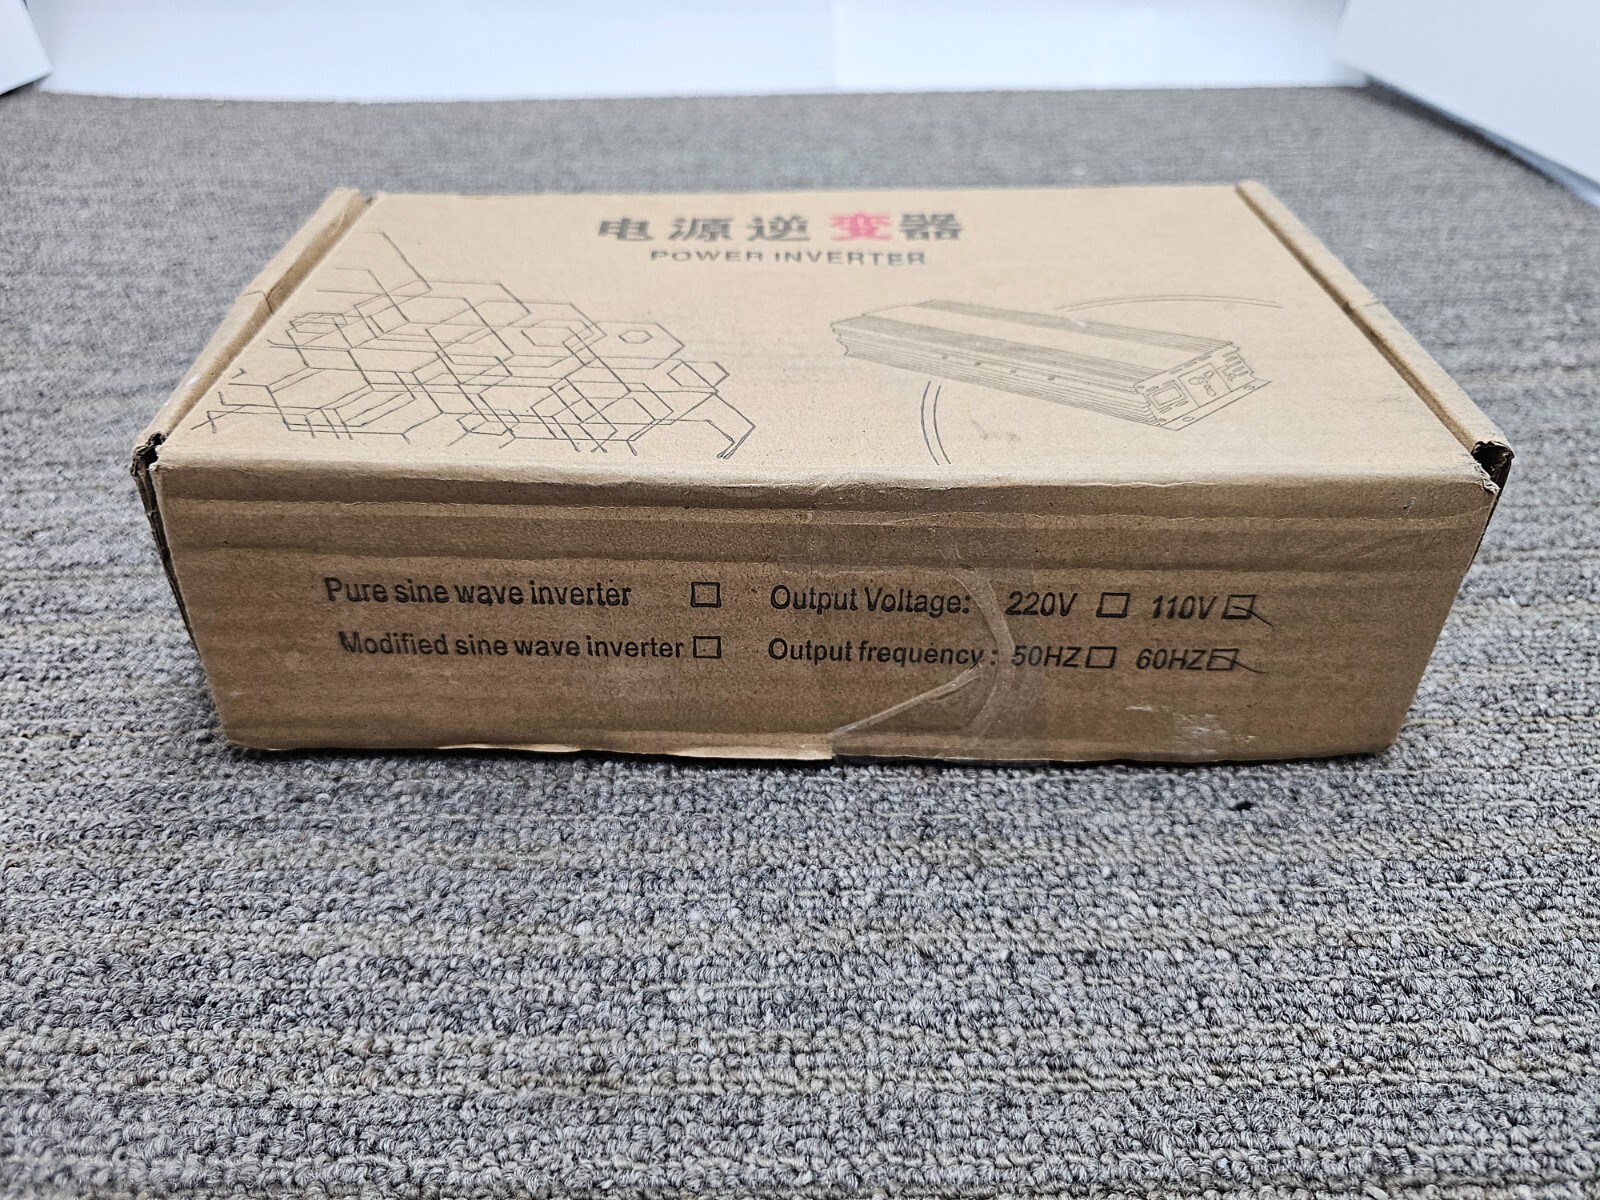 电源逆变器
POWER INVERTER
Pure sine wave inverter □ Output Voltage: 220V □ 110V ☑
Modified sine wave inverter □ Output frequency: 50HZ □ 60HZ ☑